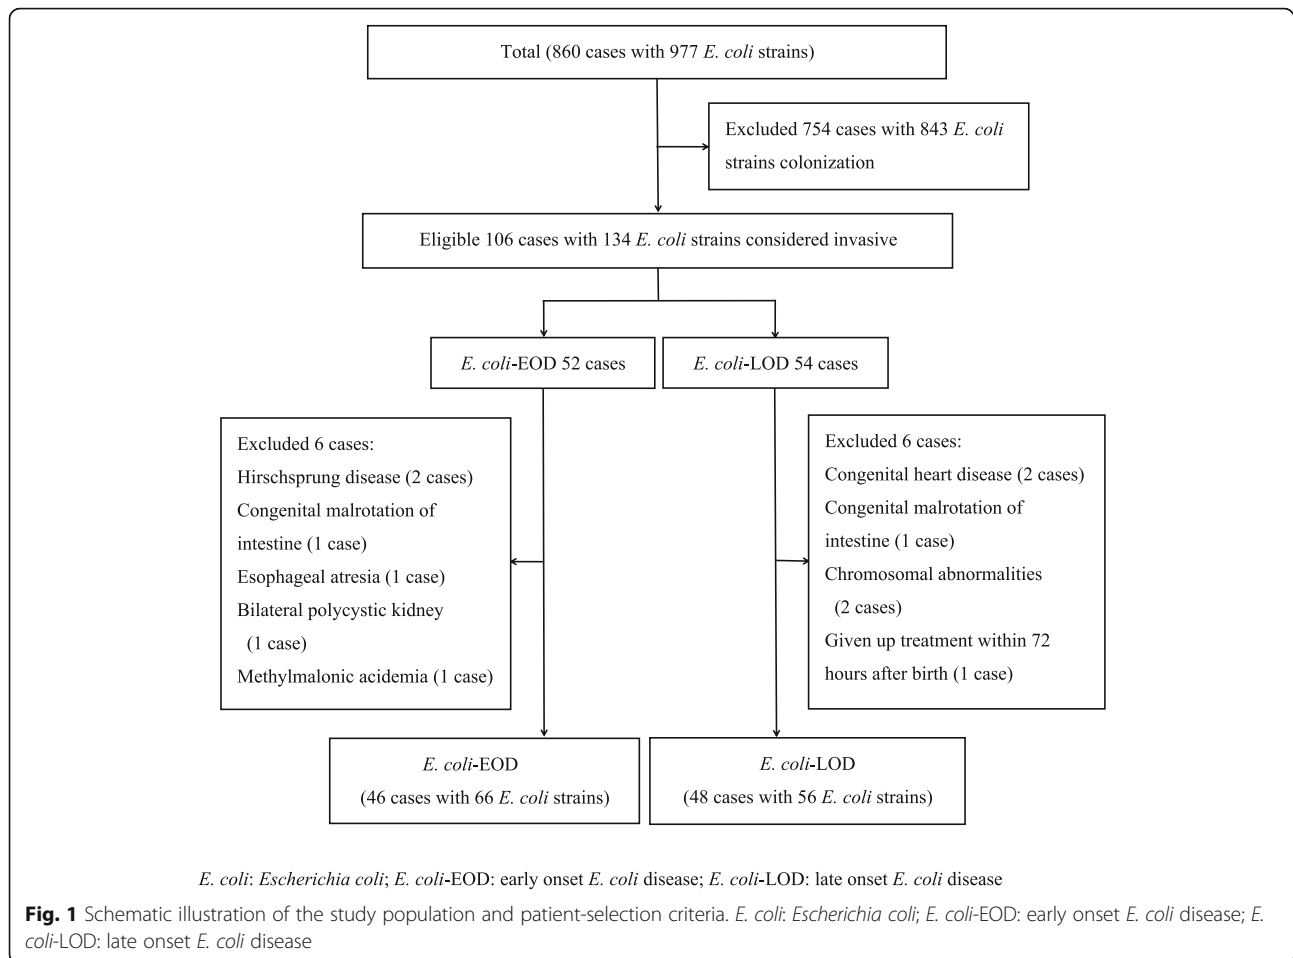 Total (860 cases with 977 E. coli strains)
Excluded 754 cases with 843 E. coli
strains colonization
Eligible 106 cases with 134 E. coli strains considered invasive
E. coli-EOD 52 cases
E. coli-LOD 54 cases
Excluded 6 cases:
Hirschsprung disease (2 cases)
Congenital malrotation of
intestine (1 case)
Esophageal atresia (1 case)
Bilateral polycystic kidney
(1 case)
Methylmalonic acidemia (1 case)
Excluded 6 cases:
Congenital heart disease (2 cases)
Congenital malrotation of
intestine (1 case)
Chromosomal abnormalities
(2 cases)
Given up treatment within 72
hours after birth (1 case)
E. coli-EOD
(46 cases with 66 E. coli strains)
E. coli-LOD
(48 cases with 56 E. coli strains)
E. coli: Escherichia coli; E. coli-EOD: early onset E. coli disease; E. coli-LOD: late onset E. coli disease
Fig. 1 Schematic illustration of the study population and patient-selection criteria. E. coli: Escherichia coli; E. coli-EOD: early onset E. coli disease; E.
coli-LOD: late onset E. coli disease